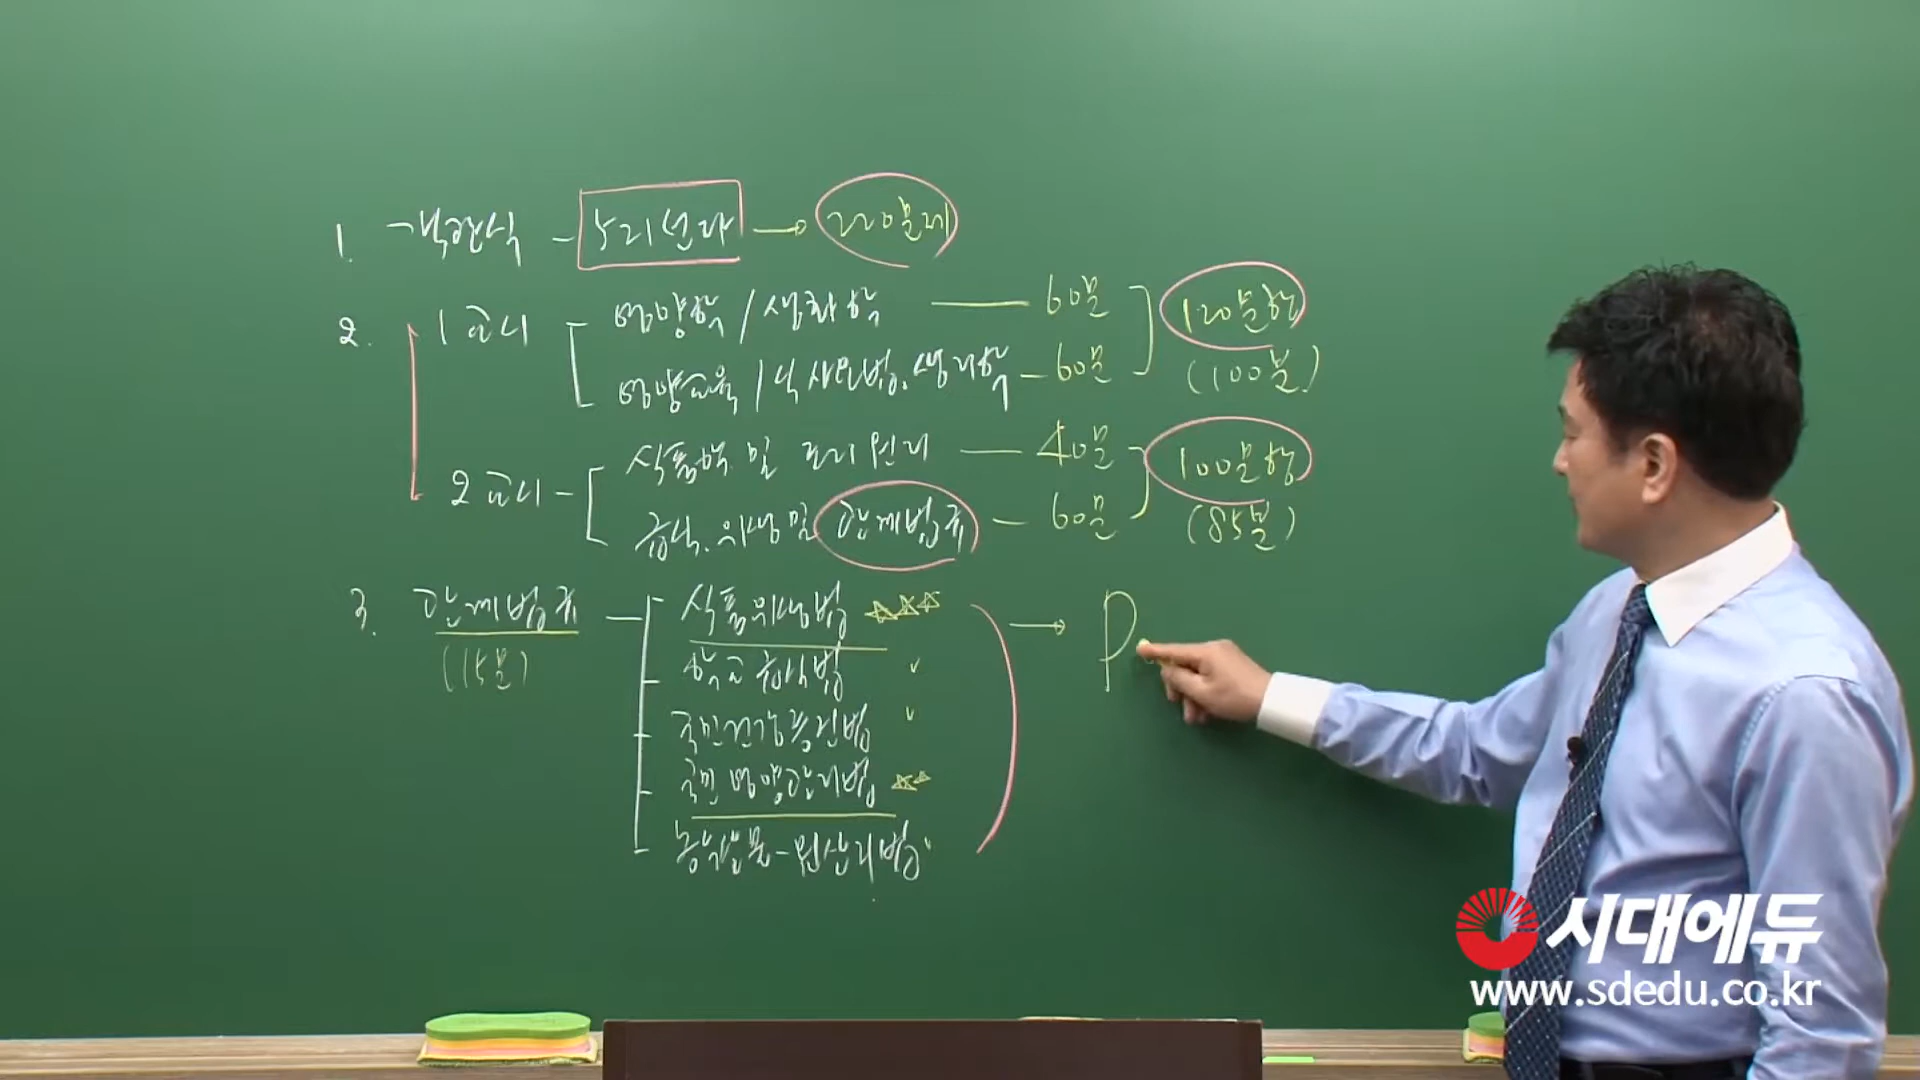 1. 객관식 - 5지선다 → 220문제
2. 1교시 영양학 / 생화학 — 60문 120문항
영양교육 / 식사요법·생리학 — 60문 (100분)
2교시 - 식품학 및 조리원리 — 40문 100문항
급식·위생 및 관계법규 — 60문 (85분)
3. 관계법규 — 식품위생법 ☆☆☆ → P
(15문) 학교급식법 ✓
국민건강증진법 ✓
국민영양관리법 ☆☆
농수산물-원산지법
시대에듀
www.sdedu.co.kr